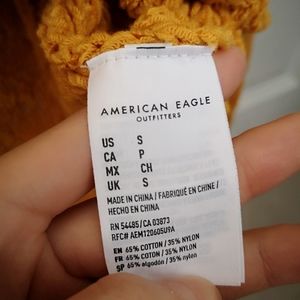 AMERICAN EAGLE
OUTFITTERS
US S
CA P
MX CH
UK S
MADE IN CHINA / FABRIQUÉ EN CHINE /
HECHO EN CHINA
RN 54485 / CA 03873
RFC# AEM120605U9A
EN 65% COTTON / 35% NYLON
FR 65% COTON / 35% NYLON
SP 65% algodón / 35% nylon